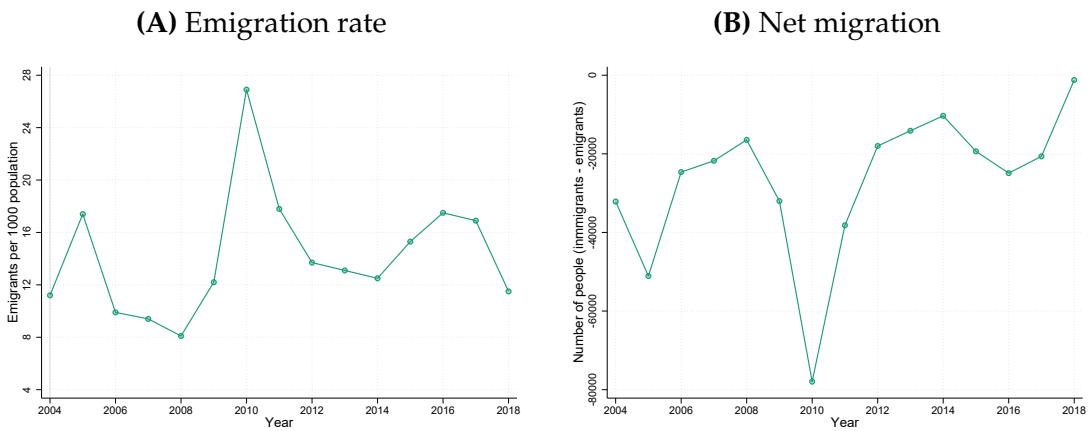 (A) Emigration rate
Emigrants per 1000 population
28
24
20
16
12
8
4
2004 2006 2008 2010 2012 2014 2016 2018
Year
(B) Net migration
Number of people (inmmigrants - emigrants)
0
-20000
-40000
-60000
-80000
2004 2006 2008 2010 2012 2014 2016 2018
Year